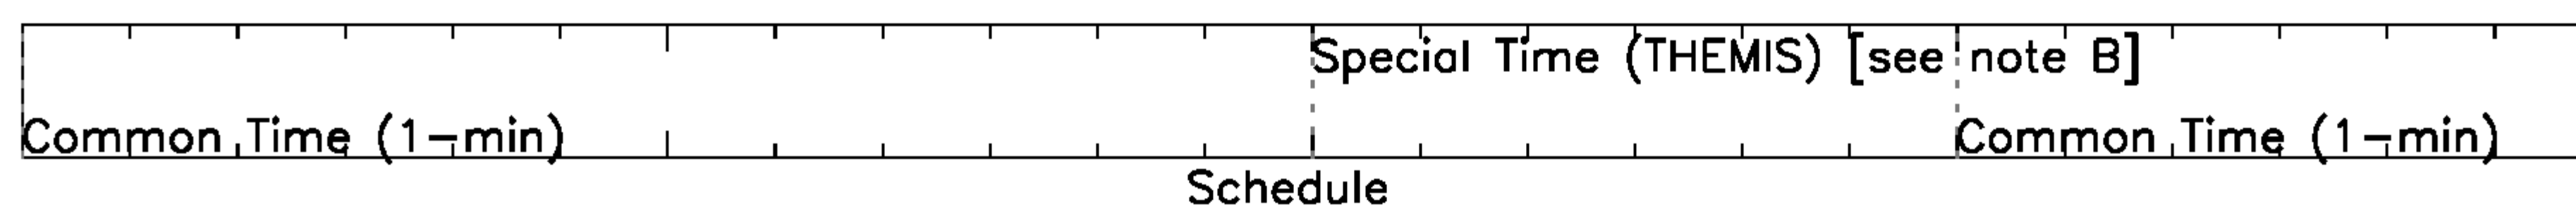 Special Time (THEMIS) [see note B]
Common Time (1-min)
Common Time (1-min)
Schedule